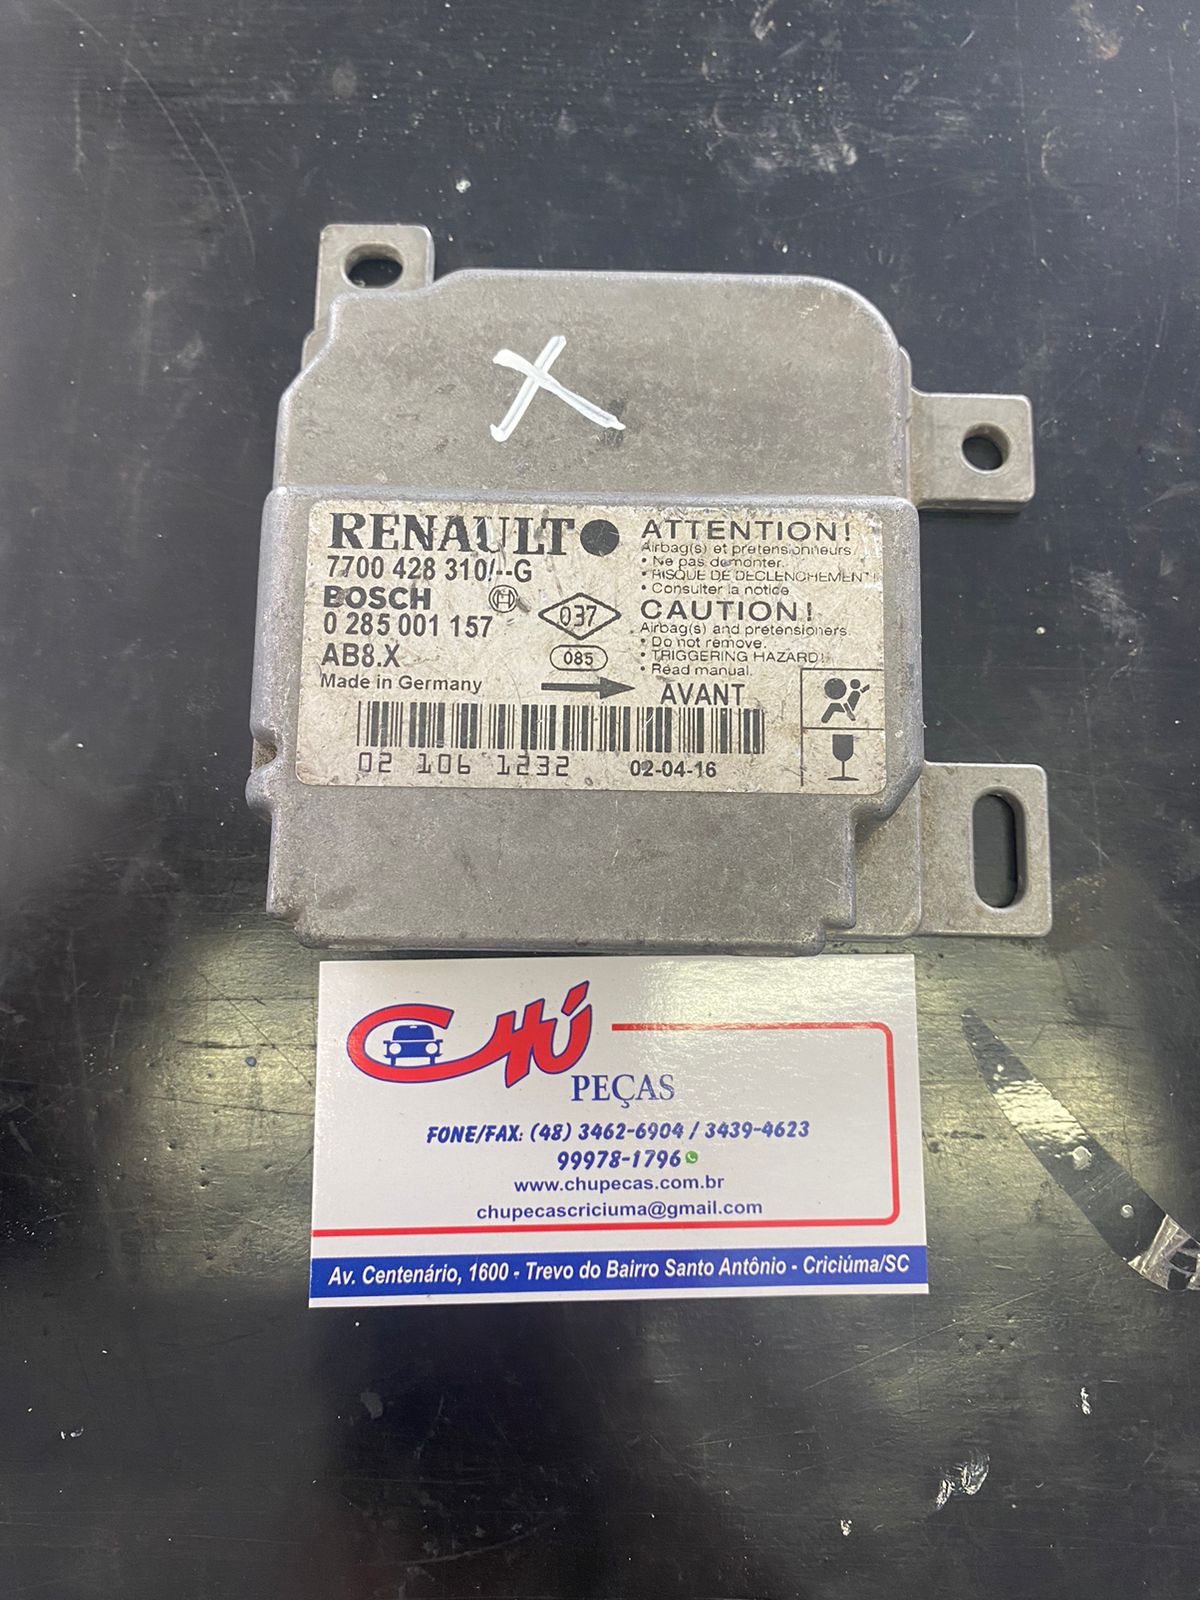 X
RENAULT
7700 428 310/--G
BOSCH
0 285 001 157
AB8.X
Made in Germany
037
085
ATTENTION!
Airbag(s) et prétensionneurs
• Ne pas démonter.
• RISQUE DE DECLENCHEMENT!
• Consulter la notice
CAUTION!
Airbag(s) and pretensioners.
• Do not remove.
• TRIGGERING HAZARD!
• Read manual.
AVANT
02 106 1232
02-04-16
CHÚ
PEÇAS
FONE/FAX: (48) 3462-6904 / 3439-4623
99978-1796
www.chupecas.com.br
chupecascriciuma@gmail.com
Av. Centenário, 1600 - Trevo do Bairro Santo Antônio - Criciúma/SC